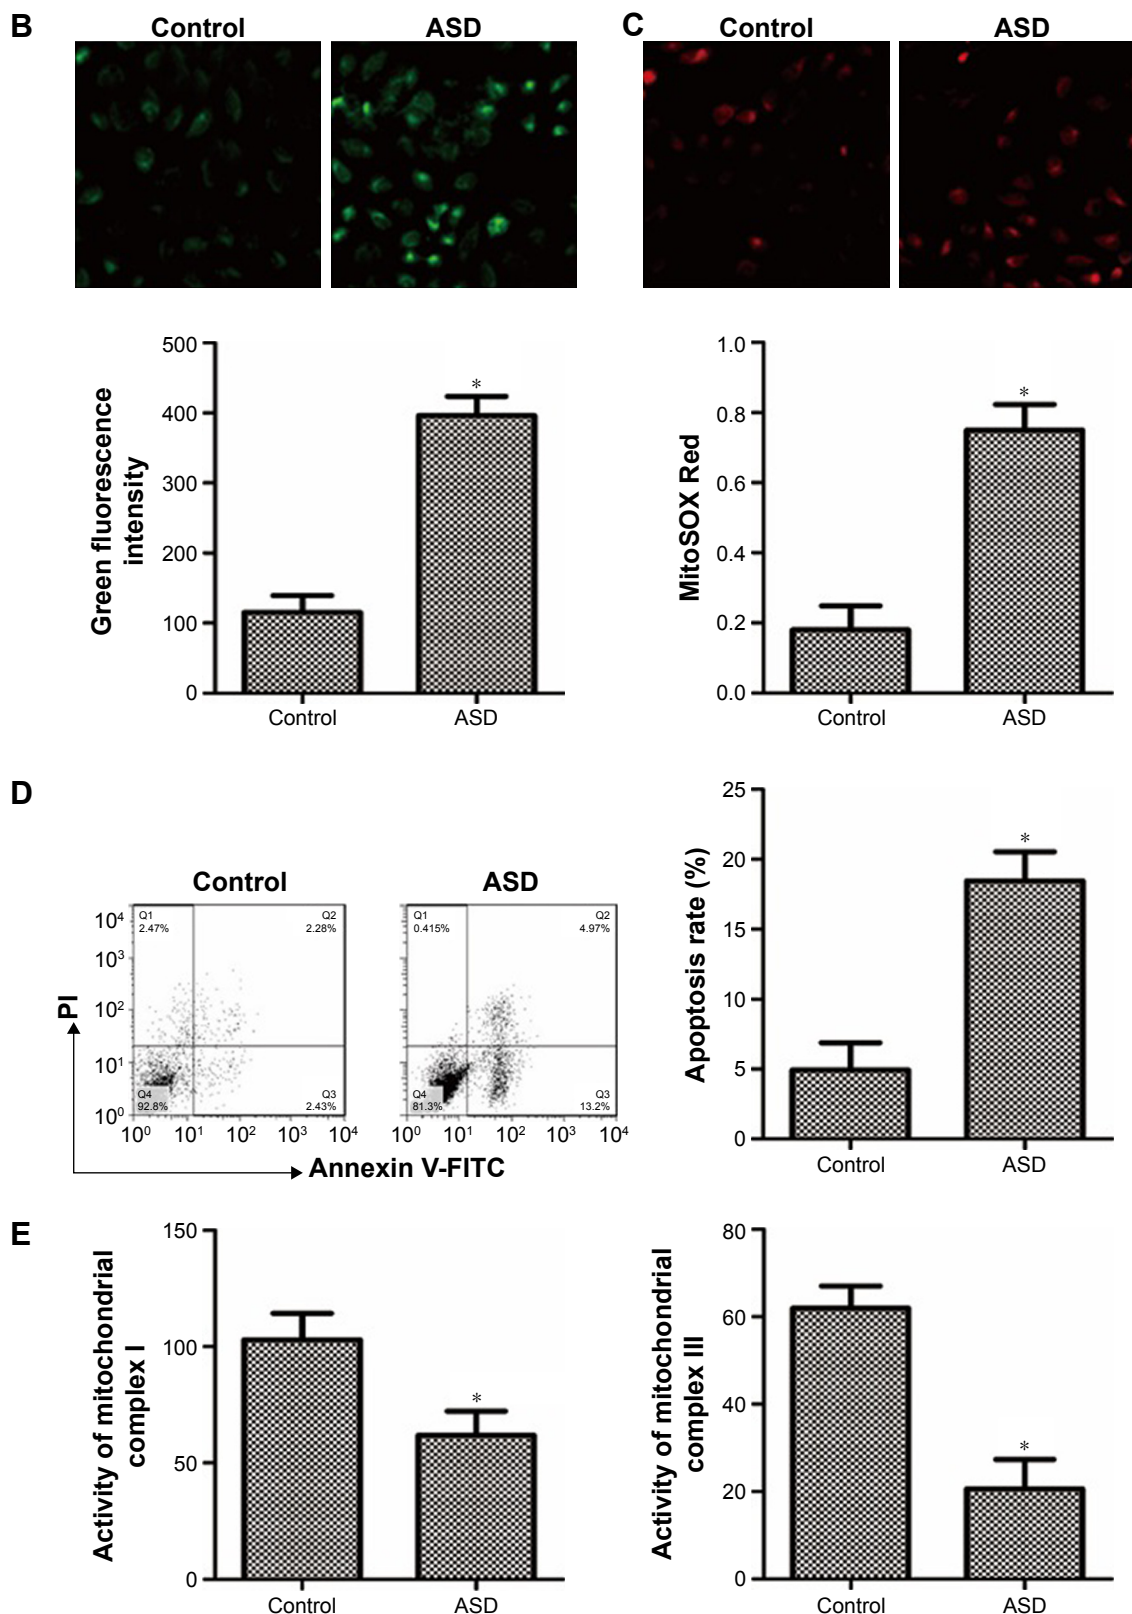 B
Control
ASD
C
Control
ASD
500
400
300
200
100
0
Green fluorescence
intensity
Control
ASD
*
1.0
0.8
0.6
0.4
0.2
0.0
MitoSOX Red
Control
ASD
*
D
Control
ASD
10⁴
10³
10²
10¹
10⁰
PI
Q1
2.47%
Q2
2.28%
Q4
92.8%
Q3
2.43%
10⁰ 10¹ 10² 10³ 10⁴
Q1
0.415%
Q2
4.97%
Q4
81.3%
Q3
13.2%
10⁰ 10¹ 10² 10³ 10⁴
Annexin V-FITC
25
20
15
10
5
0
Apoptosis rate (%)
Control
ASD
*
E
150
100
50
0
Activity of mitochondrial
complex I
Control
ASD
*
80
60
40
20
0
Activity of mitochondrial
complex III
Control
ASD
*